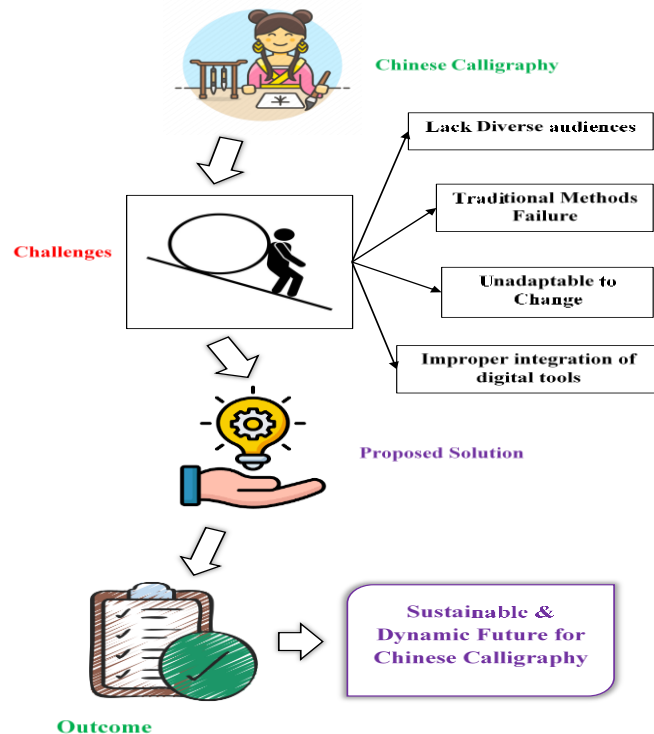 Chinese Calligraphy
Lack Diverse audiences
Traditional Methods
Failure
Challenges
Unadaptable to
Change
Improper integration of
digital tools
Proposed Solution
Sustainable &
Dynamic Future for
Chinese Calligraphy
Outcome